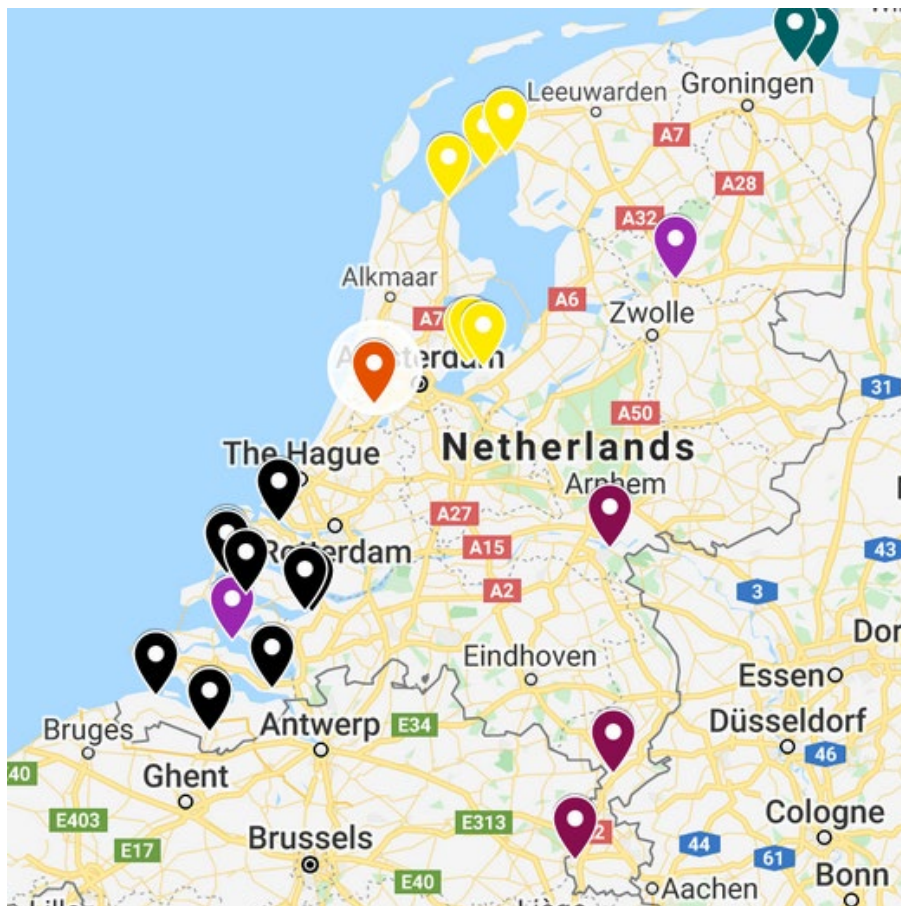 Leeuwarden
Groningen
A7
A28
A32
Alkmaar
A6
A7
Zwolle
Amsterdam
31
A50
The Hague
Netherlands
Arnhem
A27
Rotterdam
A15
43
A2
3
Eindhoven
Essen
Bruges
Antwerp
E34
Düsseldorf
46
40
Ghent
E403
E313
Cologne
E17
Brussels
44
61
E40
Aachen
Bonn